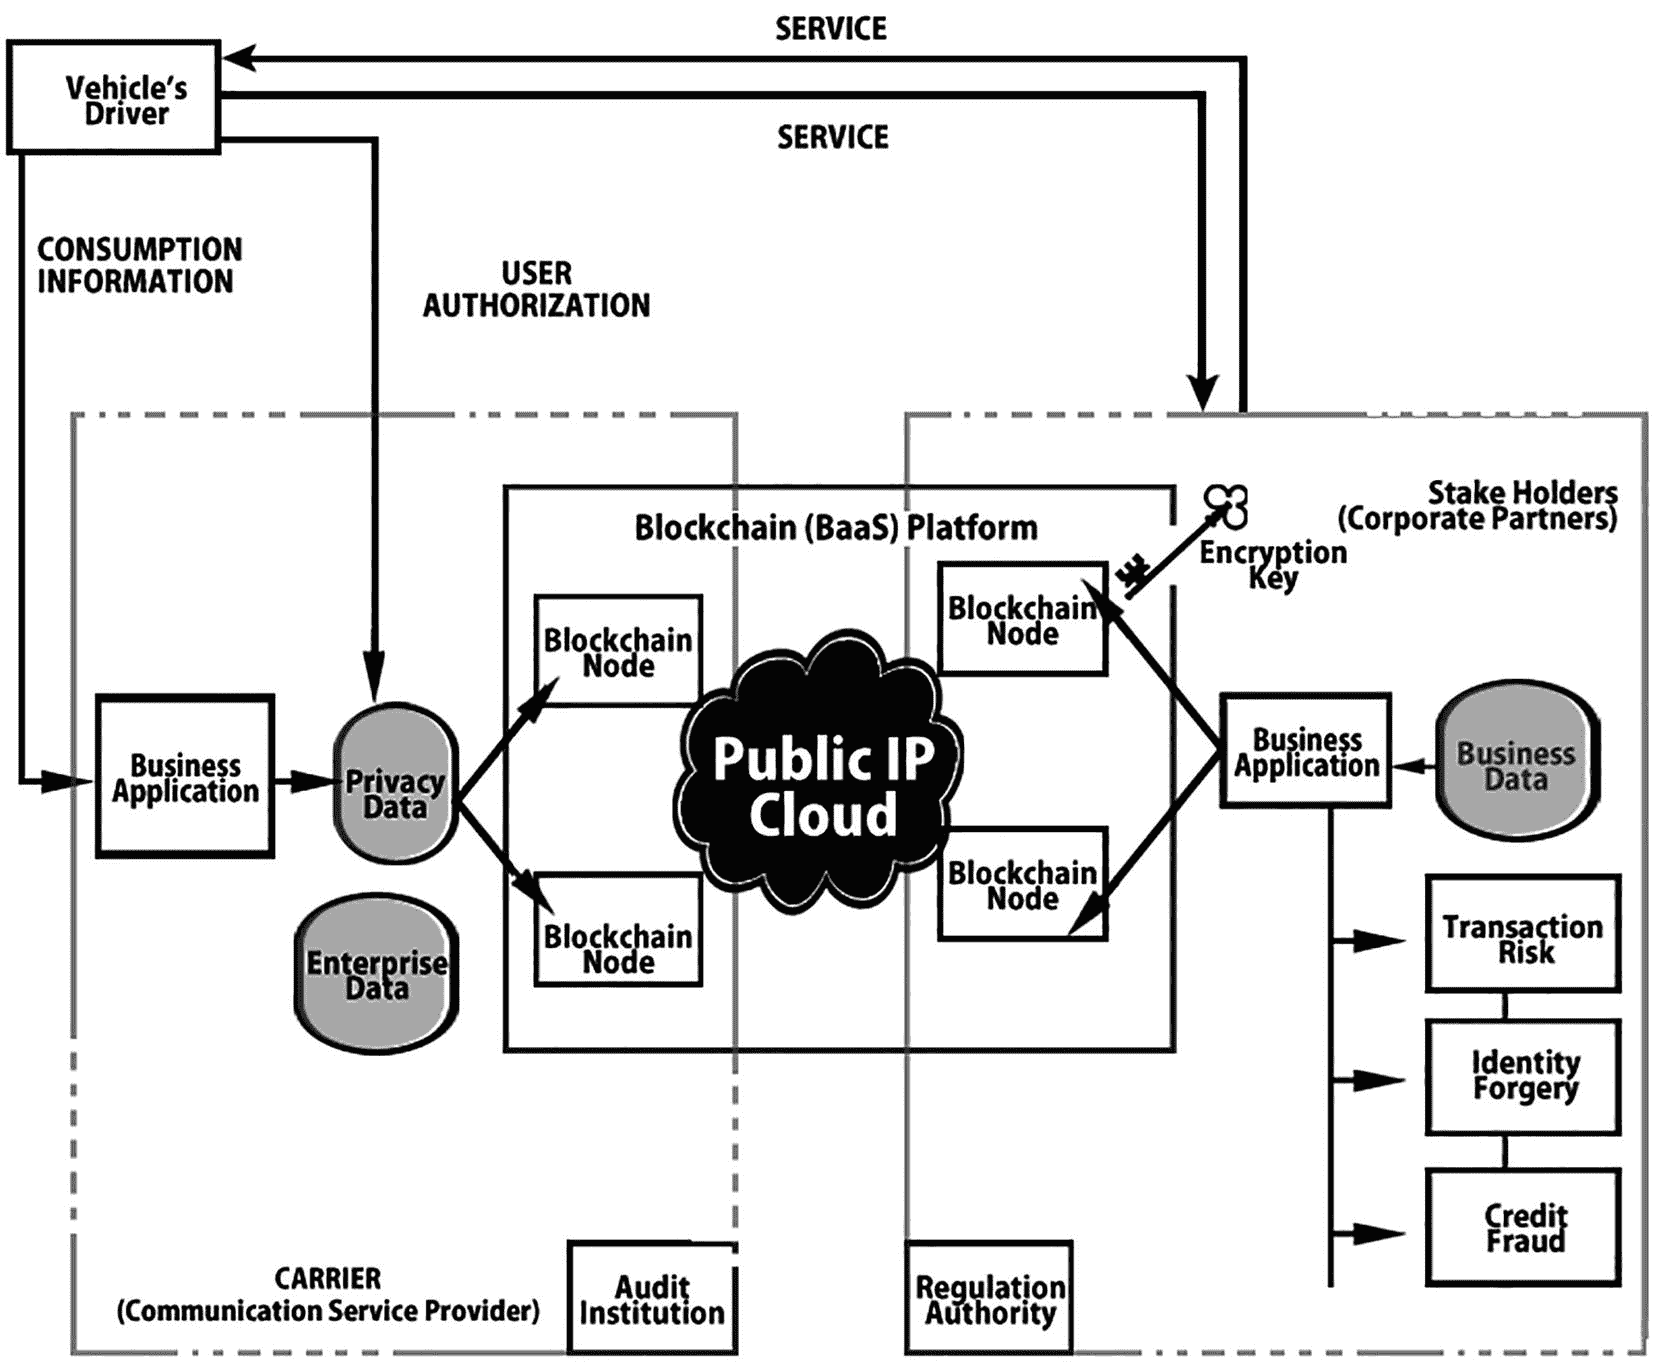 SERVICE
Vehicle's
Driver
SERVICE
CONSUMPTION
INFORMATION
USER
AUTHORIZATION
Stake Holders
(Corporate Partners)
Blockchain (BaaS) Platform
Encryption
Key
Blockchain
Node
Blockchain
Node
Public IP
Cloud
Business
Application
Privacy
Data
Business
Application
Business
Data
Blockchain
Node
Blockchain
Node
Enterprise
Data
Transaction
Risk
Identity
Forgery
Credit
Fraud
CARRIER
(Communication Service Provider)
Audit
Institution
Regulation
Authority